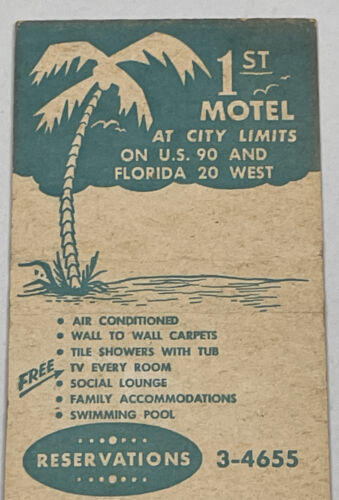 1ST
MOTEL
AT CITY LIMITS
ON U.S. 90 AND
FLORIDA 20 WEST
• AIR CONDITIONED
• WALL TO WALL CARPETS
• TILE SHOWERS WITH TUB
FREE • TV EVERY ROOM
• SOCIAL LOUNGE
• FAMILY ACCOMMODATIONS
• SWIMMING POOL
RESERVATIONS 3-4655